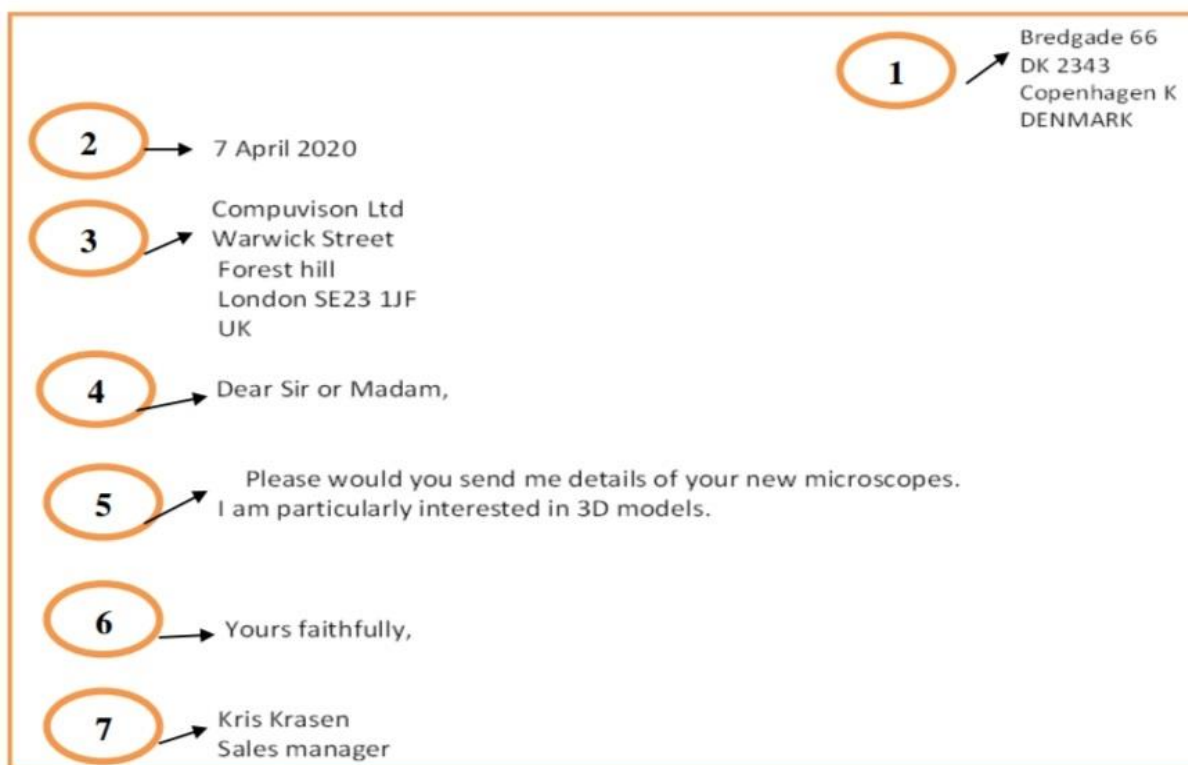 1
Bredgade 66
DK 2343
Copenhagen K
DENMARK
2
7 April 2020
3
Compuvison Ltd
Warwick Street
Forest hill
London SE23 1JF
UK
4
Dear Sir or Madam,
5
Please would you send me details of your new microscopes.
I am particularly interested in 3D models.
6
Yours faithfully,
7
Kris Krasen
Sales manager